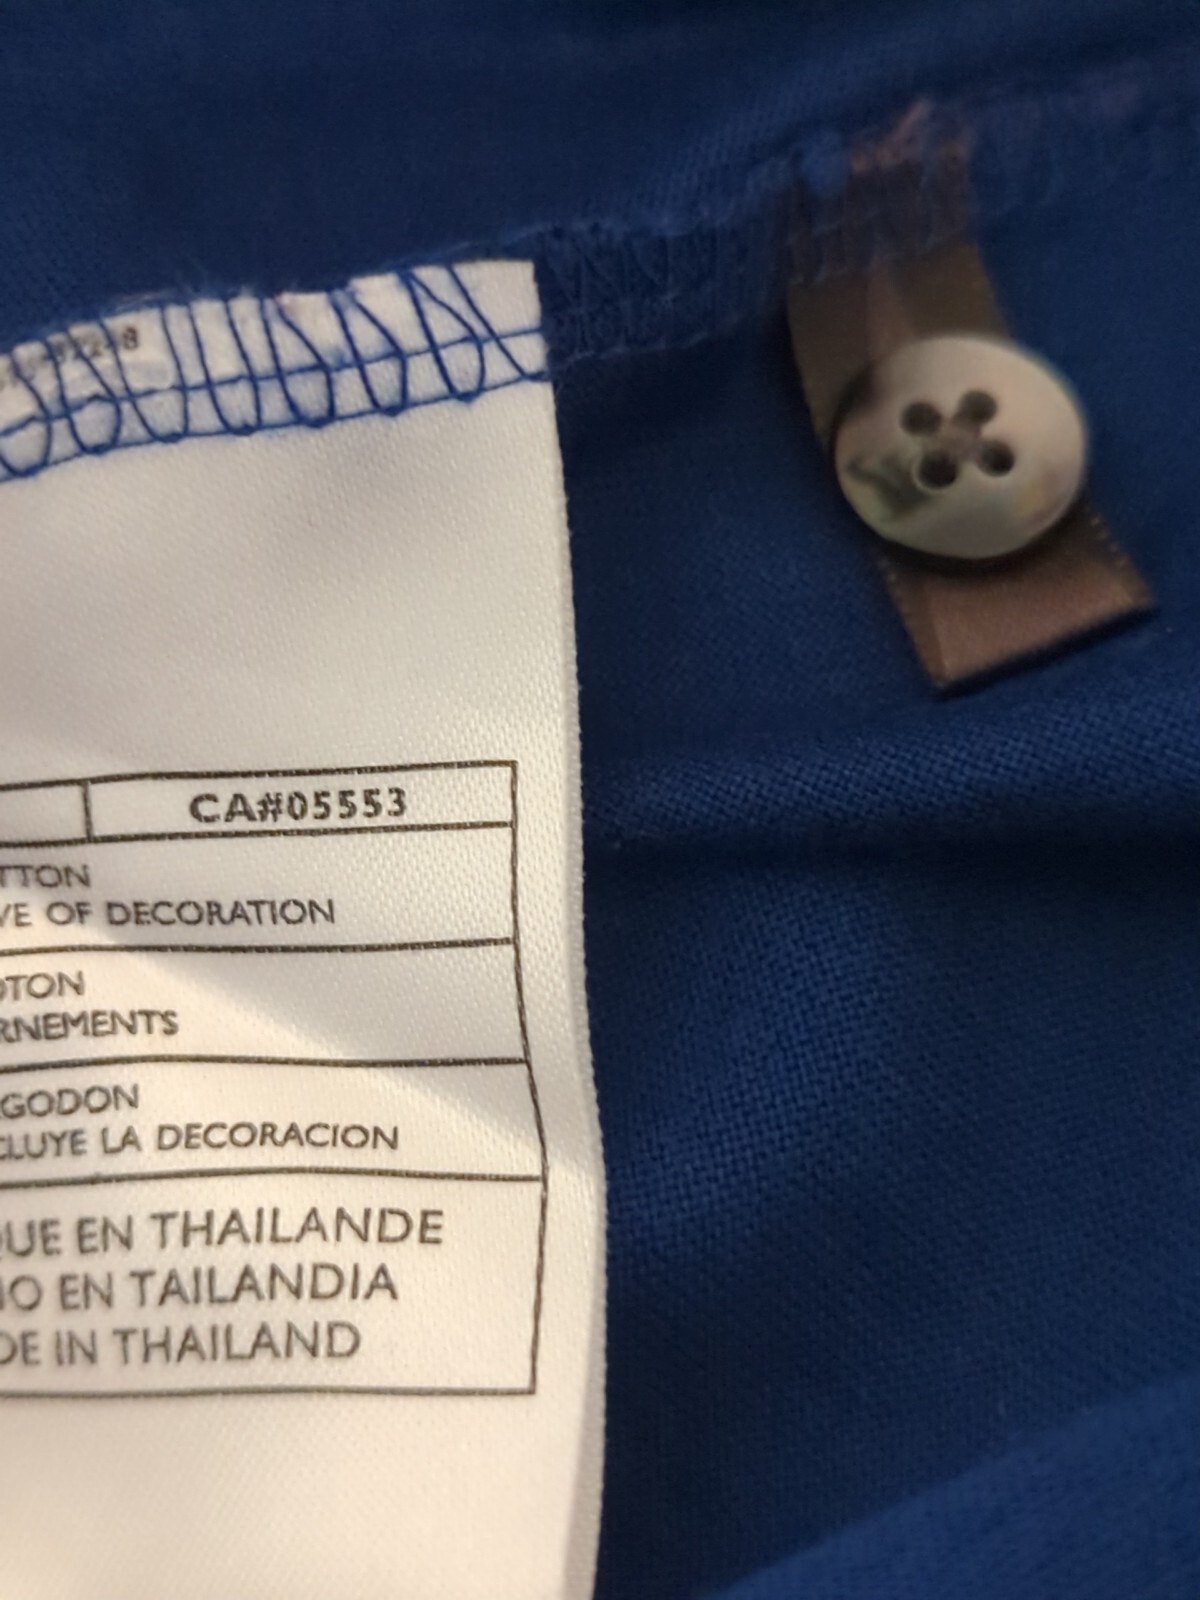 CA#05553
TTON
VE OF DECORATION
OTON
RNEMENTS
GODON
CLUYE LA DECORACION
QUE EN THAILANDE
HO EN TAILANDIA
DE IN THAILAND